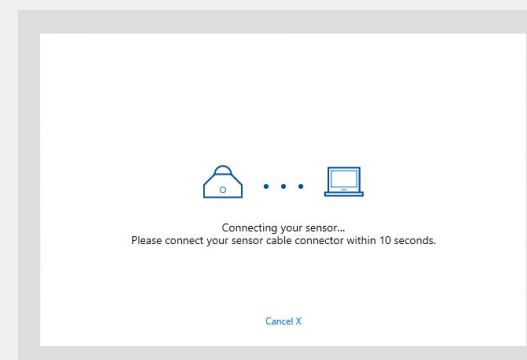 Connecting your sensor...
Please connect your sensor cable connector within 10 seconds.
Cancel X